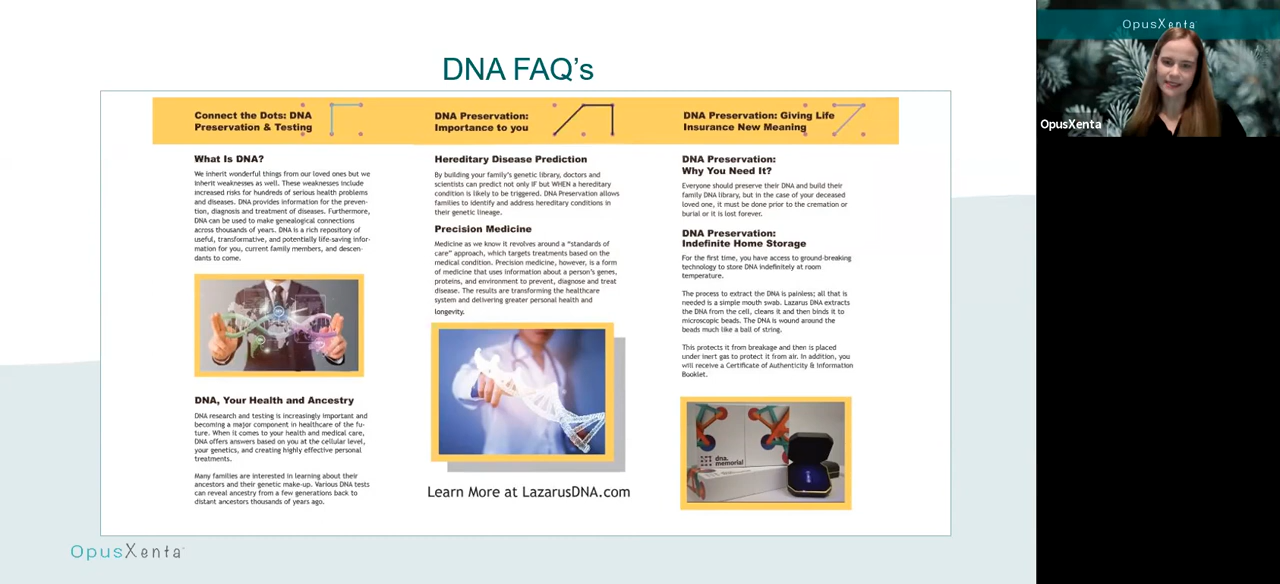 DNA FAQ's
Connect the Dots: DNA
Preservation & Testing
What Is DNA?
We inherit wonderful things from our loved ones but we
inherit weaknesses as well. These weakness include
increased risks for hundreds of serious health problems
and diseases. DNA provides information for the preven-
tion, diagnosis and treatment of diseases. Furthermore,
DNA can be used to make genealogical connections
across thousands of years. DNA is a rich repository of
useful, transformative, and potentially life-saving infor-
mation for you, current family members, and descen-
dants to come.
DNA, Your Health and Ancestry
DNA research and testing is increasingly important and
becoming a major component in healthcare of the fu-
ture. When it comes to your health and medical care,
DNA offers answers based on you at the cellular level,
your genetics, and creating highly effective personal
treatments.
Many families are interested in learning about their
ancestors and their genetic make-up. Various DNA tests
can reveal ancestry from a few generations back to
distant ancestors thousands of years ago.
DNA Preservation:
Importance to you
Hereditary Disease Prediction
By building your family's genetic library, doctors and
scientists can predict not only IF but WHEN a hereditary
condition is likely to be triggered. DNA Preservation allows
families to identify and address hereditary conditions in
their genetic lineage.
Precision Medicine
Medicine as we know it revolves around a "standards of
care" approach, which targets treatments based on the
medical condition. Precision medicine, however, is a form
of medicine that uses information about a person's genes,
proteins, and environment to prevent, diagnose and treat
disease. The results are transforming the healthcare
system and delivering greater personal health and
longevity.
Learn More at LazarusDNA.com
DNA Preservation: Giving Life
Insurance New Meaning
DNA Preservation:
Why You Need It?
Everyone should preserve their DNA and build their
family DNA library, but in the case of your deceased
loved one, it must be done prior to the cremation or
burial or it is lost forever.
DNA Preservation:
Indefinite Home Storage
For the first time, you have access to ground-breaking
technology to store DNA indefinitely at room
temperature.
The process to extract the DNA is painless; all that is
needed is a simple mouth swab. Lazarus DNA extracts
the DNA from the cell, cleans it and then binds it to
microscopic beads. The DNA is wound around the
beads much like a ball of string.
This protects it from breakage and then is placed
under inert gas to protect it from air. In addition, you
will receive a Certificate of Authenticity & Information
Booklet.
dna.
memorial
OpusXenta
OpusXenta
OpusXenta